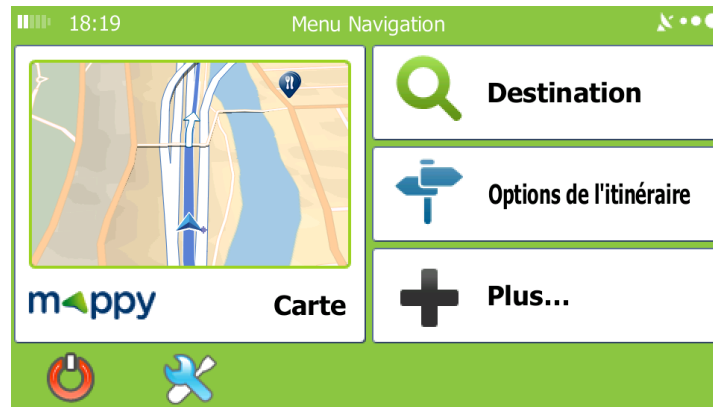 18:19
Menu Navigation
Destination
Options de l'itinéraire
mappy
Carte
Plus...